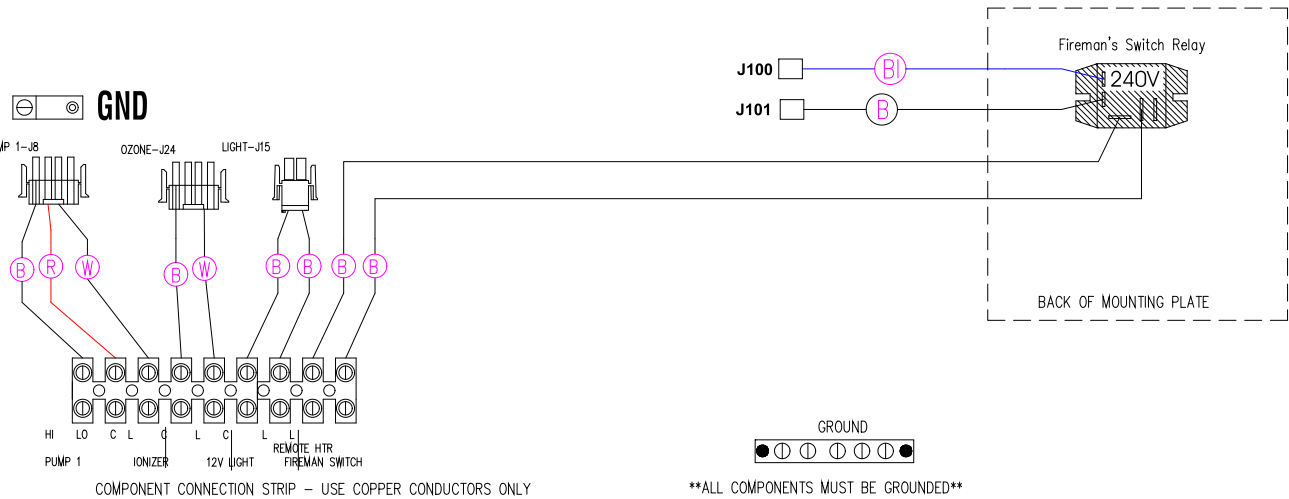 Fireman's Switch Relay
J100
BI
240V
J101
B
GND
MP 1-J8
OZONE-J24
LIGHT-J15
B
R
W
B
W
B
B
B
B
BACK OF MOUNTING PLATE
HI LO C L C L C L L
REMOTE HTR
PUMP 1 IONIZER 12V LIGHT FIREMAN SWITCH
GROUND
COMPONENT CONNECTION STRIP – USE COPPER CONDUCTORS ONLY
**ALL COMPONENTS MUST BE GROUNDED**